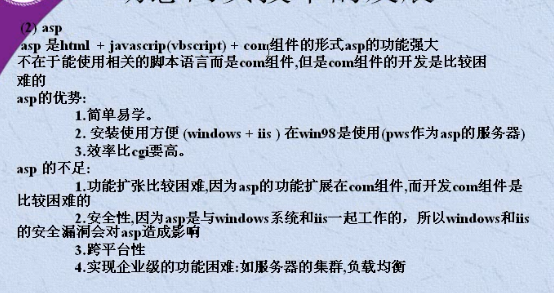 (2) asp
asp 是html + javascrip(vbscript) + com组件的形式asp的功能强大
不在于能使用相关的脚本语言而是com组件,但是com组件的开发是比较困
难的
asp的优势:
1.简单易学。
2. 安装使用方便 (windows + iis ) 在win98是使用(pws作为asp的服务器)
3.效率比cgi要高。
asp 的不足:
1.功能扩张比较困难,因为asp的功能扩展在com组件,而开发com组件是
比较困难的
2.安全性,因为asp是与windows系统和iis一起工作的，所以windows和iis
的安全漏洞会对asp造成影响
3.跨平台性
4.实现企业级的功能困难:如服务器的集群,负载均衡